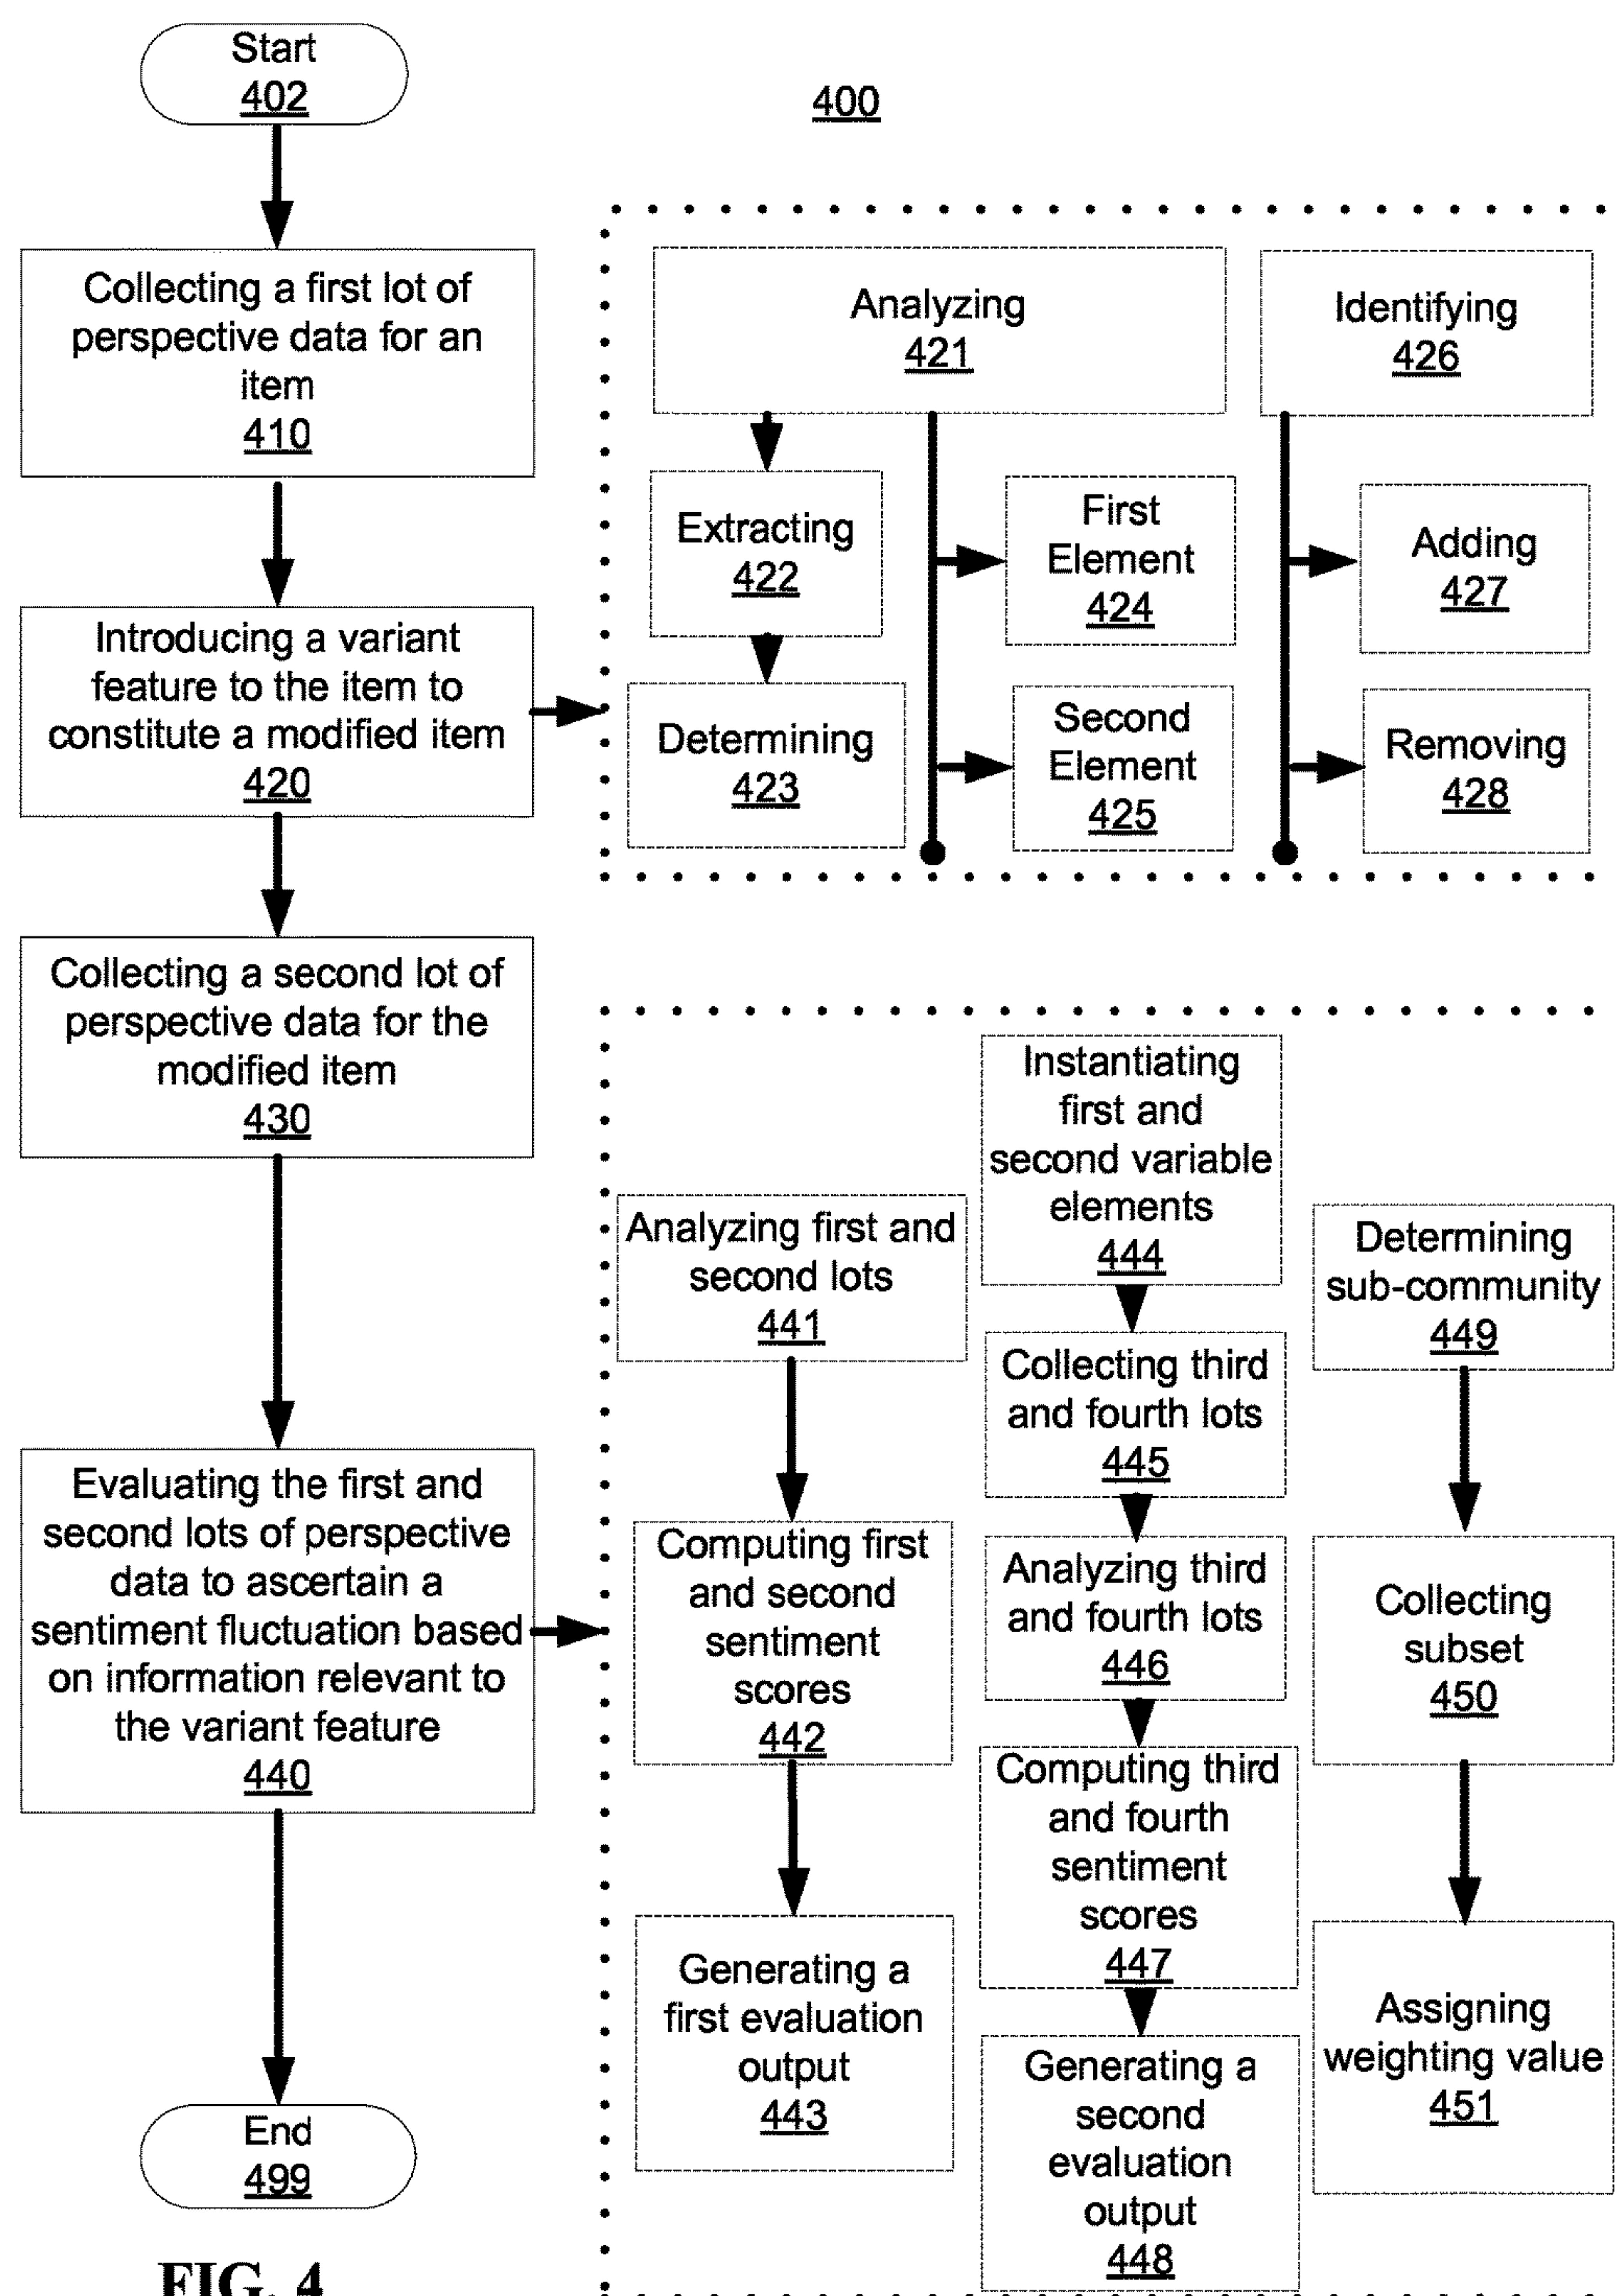 Start
402
400
Collecting a first lot of
perspective data for an
item
410
Introducing a variant
feature to the item to
constitute a modified item
420
Analyzing
421
Extracting
422
Determining
423
First
Element
424
Second
Element
425
Identifying
426
Adding
427
Removing
428
Collecting a second lot of
perspective data for the
modified item
430
Evaluating the first and
second lots of perspective
data to ascertain a
sentiment fluctuation based
on information relevant to
the variant feature
440
Analyzing first and
second lots
441
Computing first
and second
sentiment
scores
442
Generating a
first evaluation
output
443
Instantiating
first and
second variable
elements
444
Collecting third
and fourth lots
445
Analyzing third
and fourth lots
446
Computing third
and fourth
sentiment
scores
447
Generating a
second
evaluation
output
448
Determining
sub-community
449
Collecting
subset
450
Assigning
weighting value
451
End
499
FIG. 4